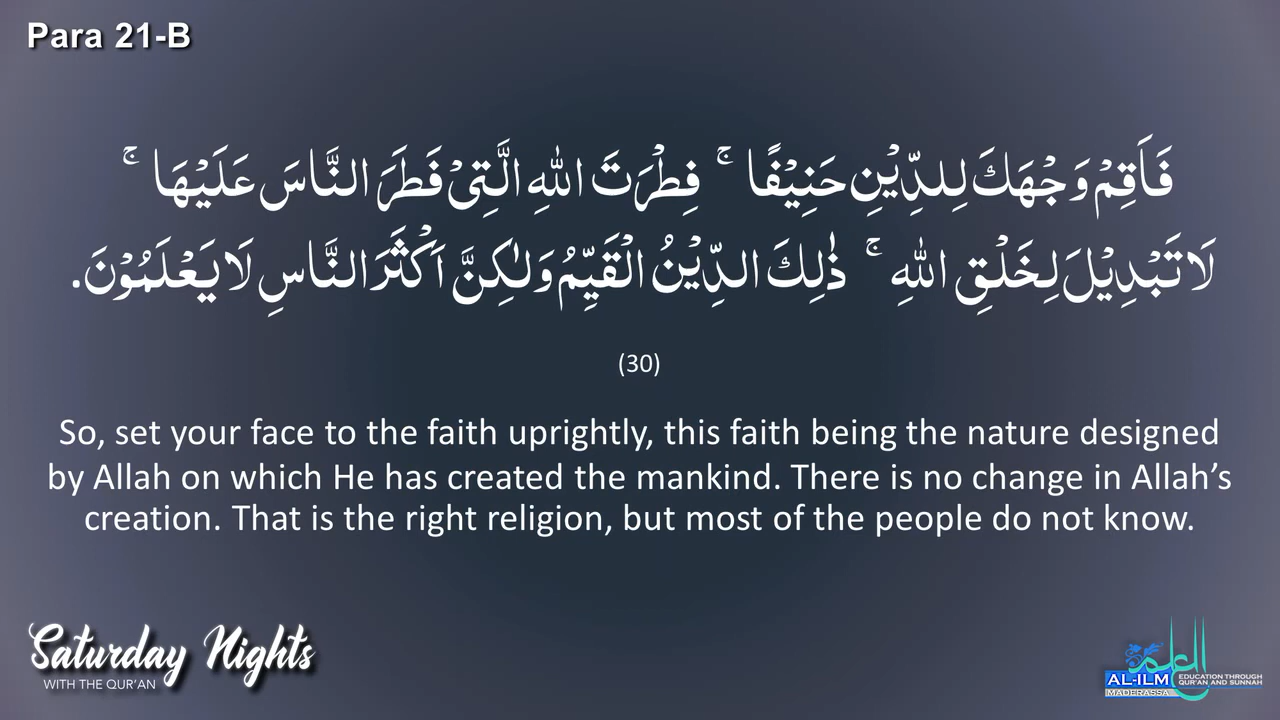 Para 21-B
فَاَقِمْ وَجْهَكَ لِلدِّيْنِ حَنِيْفًا ۚ فِطْرَتَ اللهِ الَّتِىْ فَطَرَ النَّاسَ عَلَيْهَا ۚ
لَا تَبْدِيْلَ لِخَلْقِ اللهِ ۚ ذٰلِكَ الدِّيْنُ الْقَيِّمُ وَلٰكِنَّ اَكْثَرَ النَّاسِ لَا يَعْلَمُوْنَ.
(30)
So, set your face to the faith uprightly, this faith being the nature designed
by Allah on which He has created the mankind. There is no change in Allah’s
creation. That is the right religion, but most of the people do not know.
Saturday Nights
WITH THE QUR'AN
العلم
AL-ILM
MADERASSA
EDUCATION THROUGH
QUR'AN AND SUNNAH